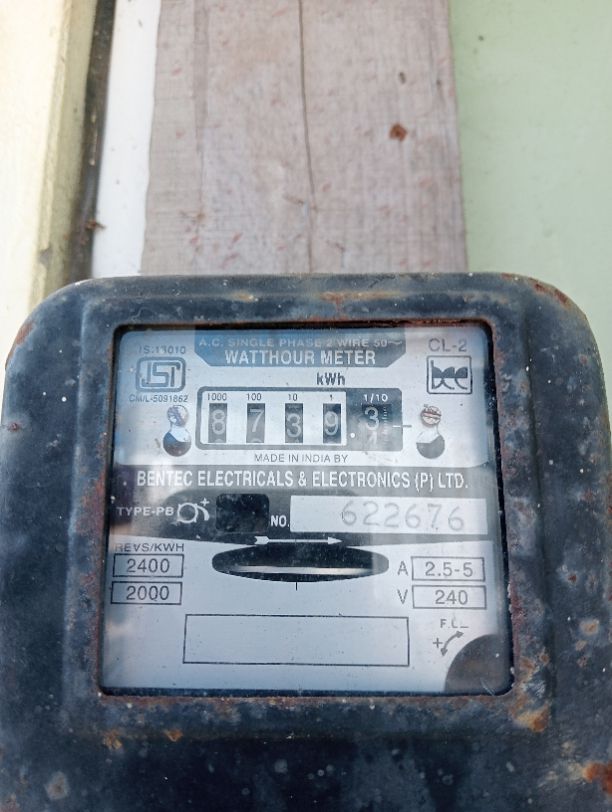 IS:13010
A.C. SINGLE PHASE 2 WIRE 50~
CL-2
WATTHOUR METER
ISI
kWh
bee
CM/L-5091862
1000 100 10 1 1/10
8 7 3 9 . 3
MADE IN INDIA BY
BENTEC ELECTRICALS & ELECTRONICS (P) LTD.
TYPE-PB
NO. 622676
REVS/KWH
2400
A 2.5-5
2000
V 240
F.L
+ -